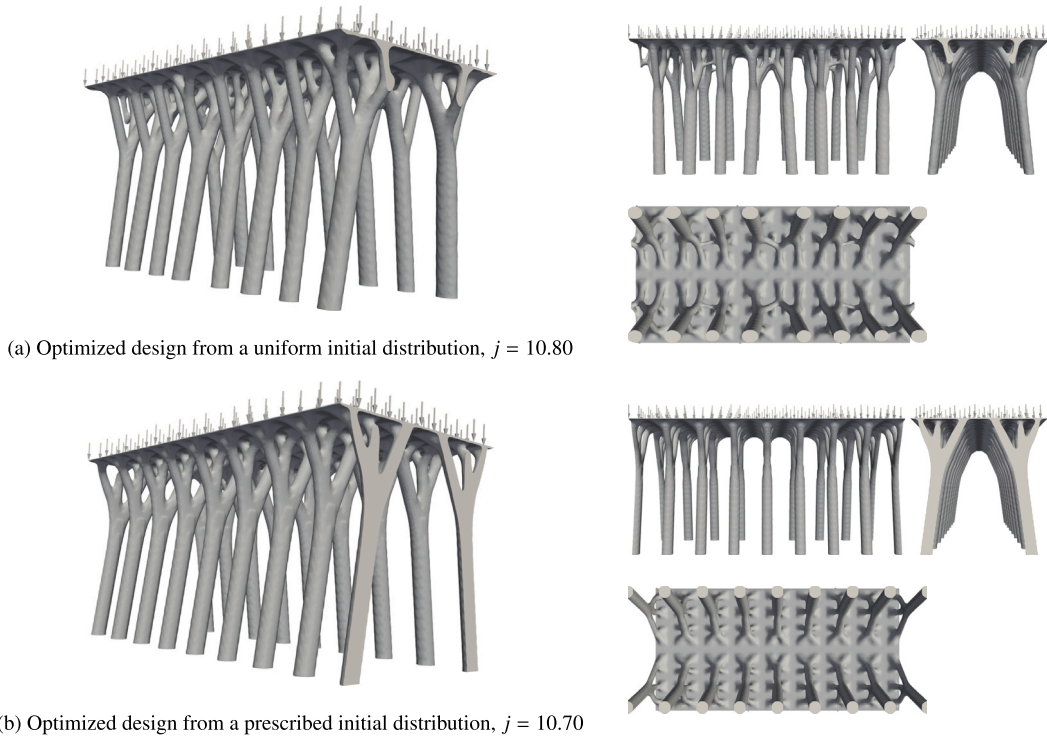 (a) Optimized design from a uniform initial distribution, j = 10.80
(b) Optimized design from a prescribed initial distribution, j = 10.70